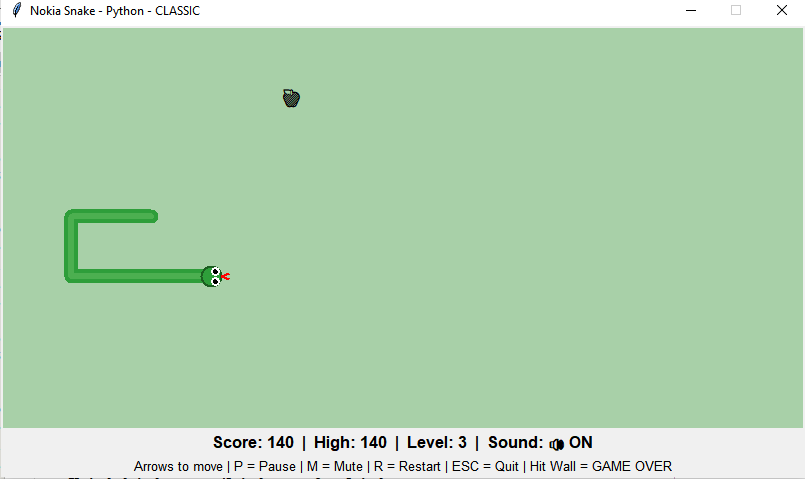 Nokia Snake - Python - CLASSIC
Score: 140 | High: 140 | Level: 3 | Sound: 🔊 ON
Arrows to move | P = Pause | M = Mute | R = Restart | ESC = Quit | Hit Wall = GAME OVER